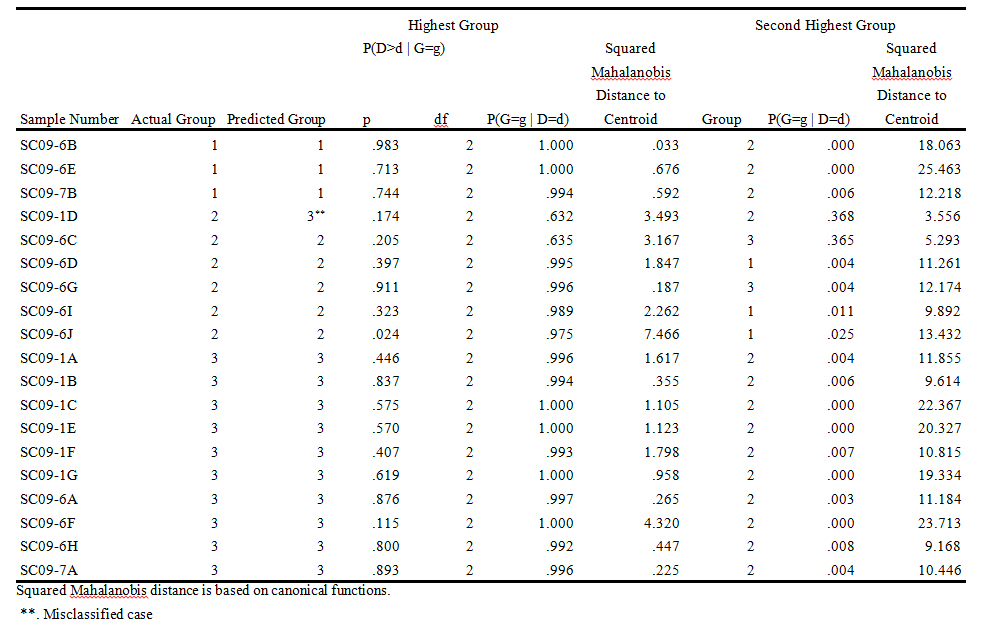 Highest Group Second Highest Group
P(D>d | G=g) Squared Squared
Mahalanobis Mahalanobis
Distance to Distance to
Sample Number Actual Group Predicted Group p df P(G=g | D=d) Centroid Group P(G=g | D=d) Centroid
SC09-6B 1 1 .983 2 1.000 .033 2 .000 18.063
SC09-6E 1 1 .713 2 1.000 .676 2 .000 25.463
SC09-7B 1 1 .744 2 .994 .592 2 .006 12.218
SC09-1D 2 3** .174 2 .632 3.493 2 .368 3.556
SC09-6C 2 2 .205 2 .635 3.167 3 .365 5.293
SC09-6D 2 2 .397 2 .995 1.847 1 .004 11.261
SC09-6G 2 2 .911 2 .996 .187 3 .004 12.174
SC09-6I 2 2 .323 2 .989 2.262 1 .011 9.892
SC09-6J 2 2 .024 2 .975 7.466 1 .025 13.432
SC09-1A 3 3 .446 2 .996 1.617 2 .004 11.855
SC09-1B 3 3 .837 2 .994 .355 2 .006 9.614
SC09-1C 3 3 .575 2 1.000 1.105 2 .000 22.367
SC09-1E 3 3 .570 2 1.000 1.123 2 .000 20.327
SC09-1F 3 3 .407 2 .993 1.798 2 .007 10.815
SC09-1G 3 3 .619 2 1.000 .958 2 .000 19.334
SC09-6A 3 3 .876 2 .997 .265 2 .003 11.184
SC09-6F 3 3 .115 2 1.000 4.320 2 .000 23.713
SC09-6H 3 3 .800 2 .992 .447 2 .008 9.168
SC09-7A 3 3 .893 2 .996 .225 2 .004 10.446
Squared Mahalanobis distance is based on canonical functions.
**. Misclassified case